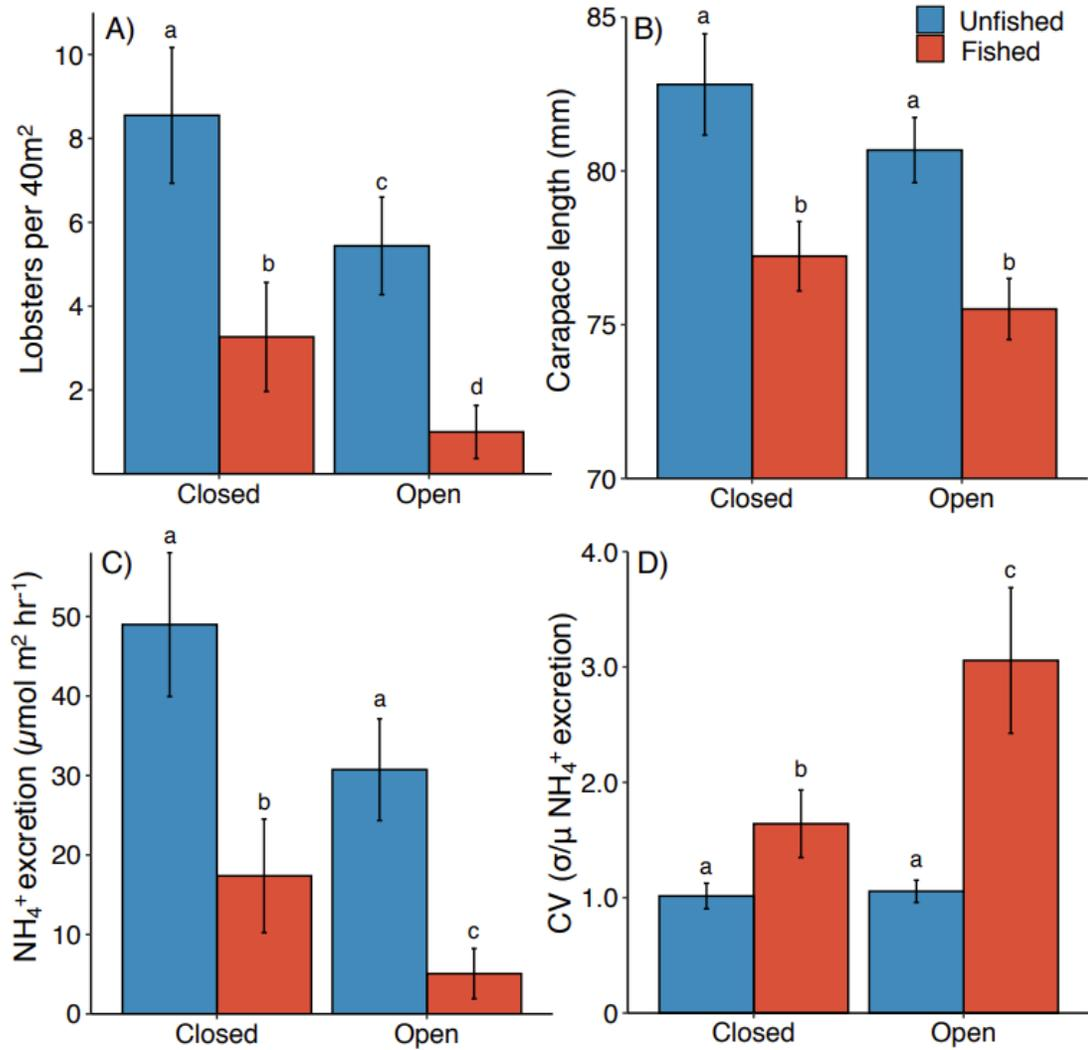 A)
Lobsters per 40m²
10
8
6
4
2
a
b
c
d
Closed
Open
B)
Unfished
Fished
Carapace length (mm)
85
80
75
70
a
b
a
b
Closed
Open
C)
NH₄⁺ excretion (µmol m² hr⁻¹)
50
40
30
20
10
0
a
b
a
c
Closed
Open
D)
CV (σ/µ NH₄⁺ excretion)
4.0
3.0
2.0
1.0
0
a
b
a
c
Closed
Open